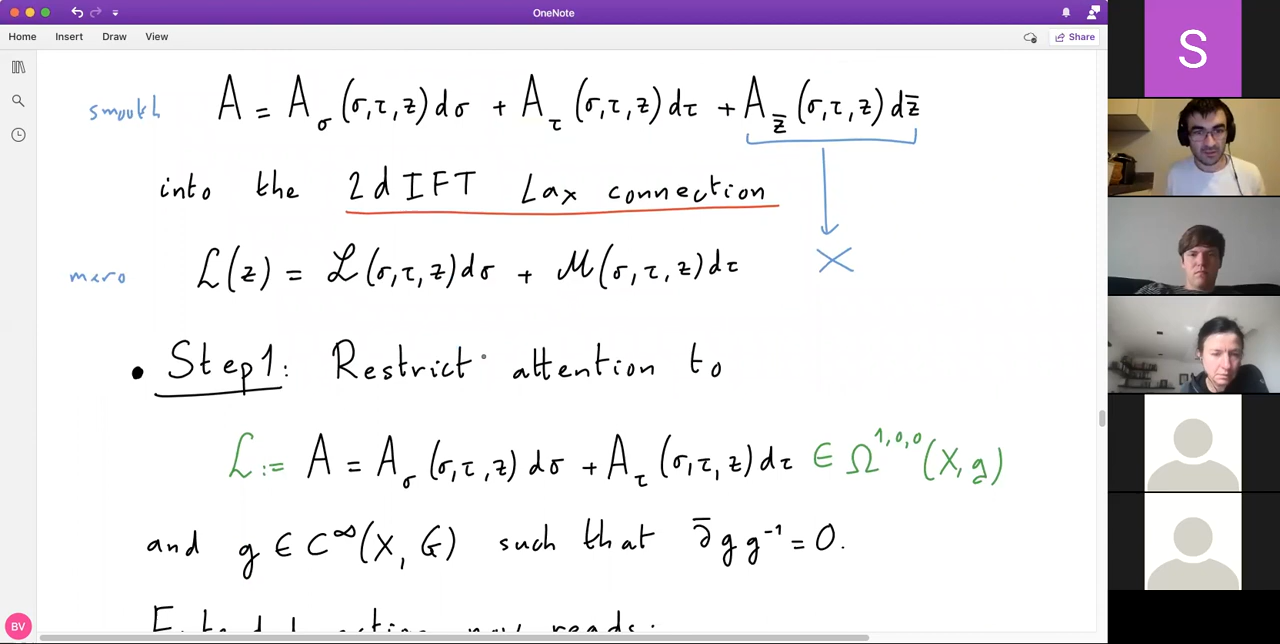 OneNote
Home Insert Draw View Share
smooth A = A_σ (σ,τ,z) dσ + A_τ (σ,τ,z) dτ + A_z̄ (σ,τ,z) dz̄
into the 2d IFT Lax connection
mero ℒ(z) = ℒ(σ,τ,z) dσ + ℳ(σ,τ,z) dτ
• Step 1: Restrict attention to
ℒ := A = A_σ (σ,τ,z) dσ + A_τ (σ,τ,z) dτ ∈ Ω^{1,0,0}(X, g)
and g ∈ C^∞(X, G) such that ∂̄g g⁻¹ = 0.
BV
S